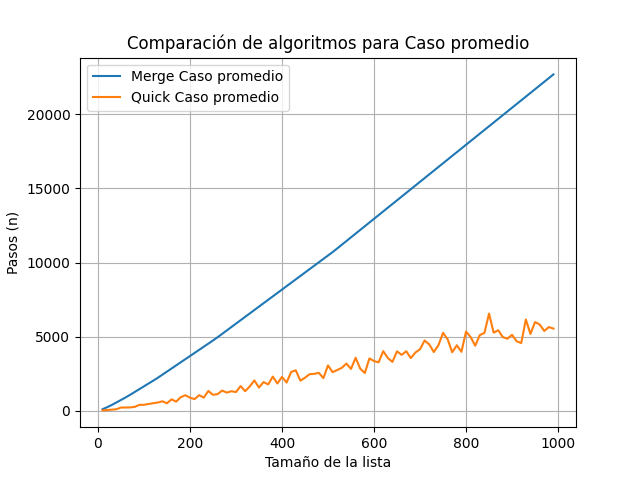 Comparación de algoritmos para Caso promedio
Merge Caso promedio
Quick Caso promedio
Pasos (n)
20000
15000
10000
5000
0
0 200 400 600 800 1000
Tamaño de la lista